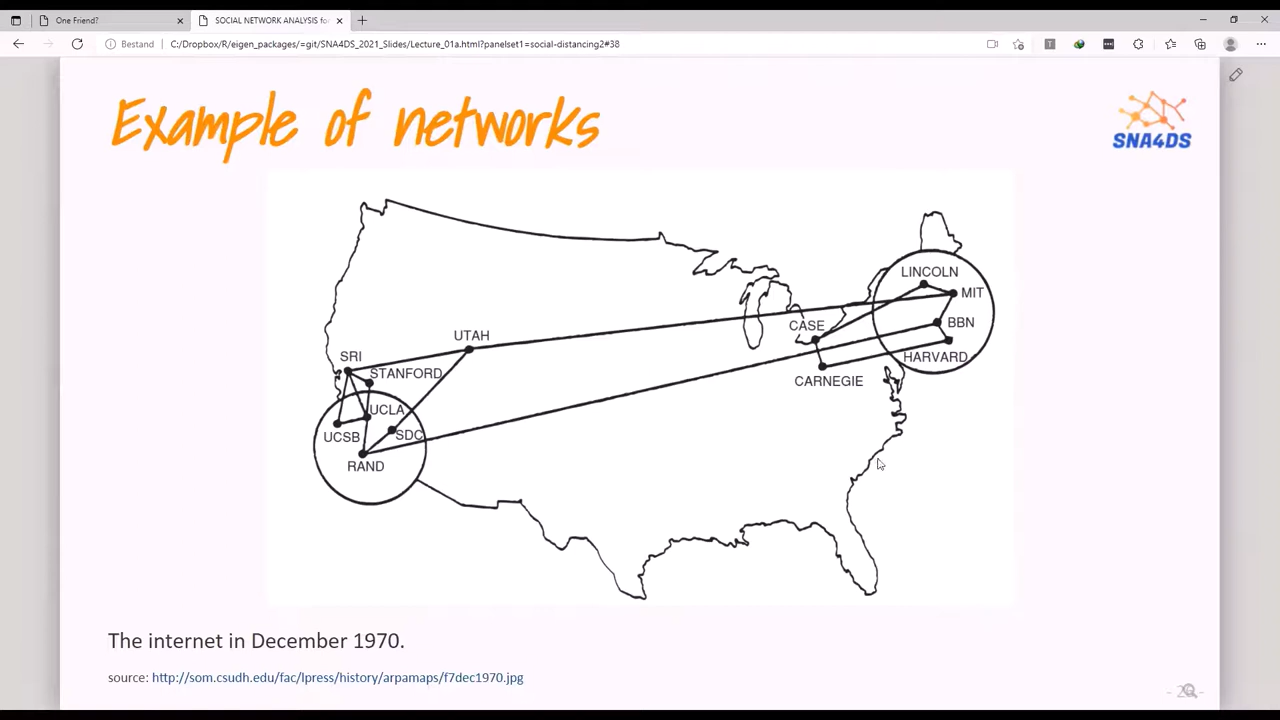 One Friend?
SOCIAL NETWORK ANALYSIS for
Bestand
C:/Dropbox/R/eigen_packages/=git/SNA4DS_2021_Slides/Lecture_01a.html?panelset1=social-distancing2#38
Example of networks
SNA4DS
LINCOLN
MIT
CASE
BBN
UTAH
HARVARD
SRI
STANFORD
CARNEGIE
UCLA
UCSB
SDC
RAND
The internet in December 1970.
source: http://som.csudh.edu/fac/lpress/history/arpamaps/f7dec1970.jpg